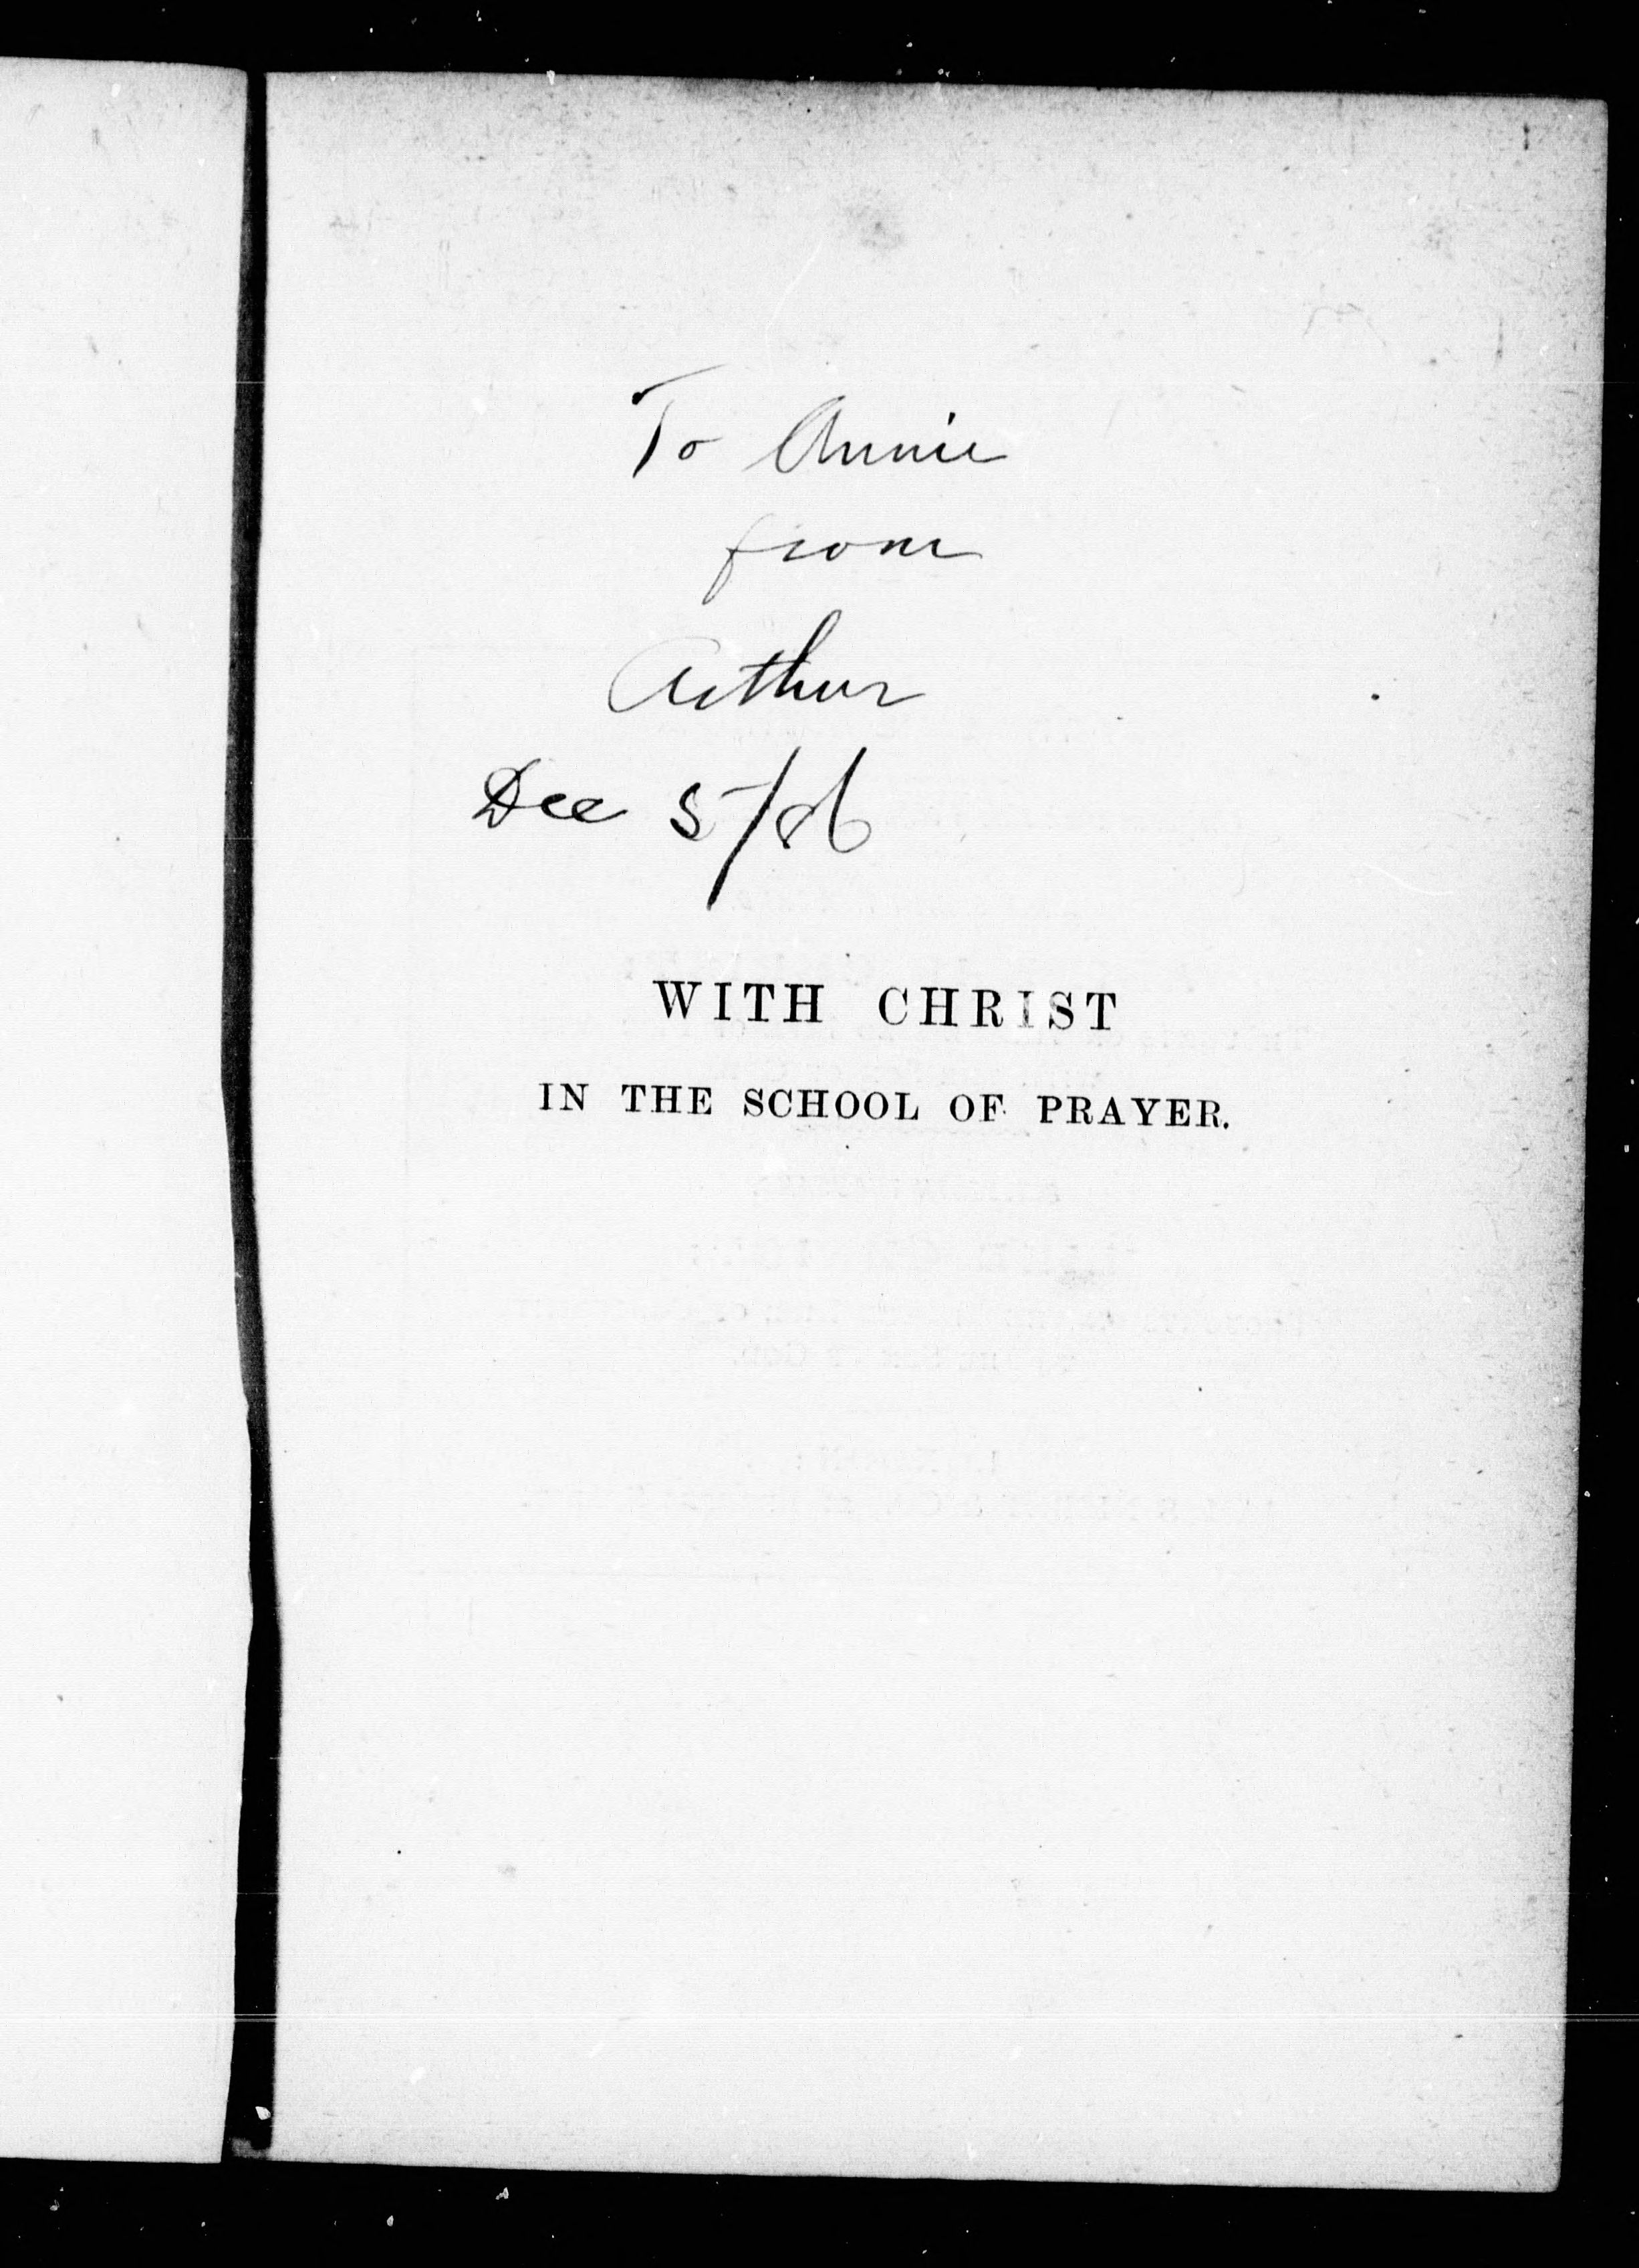 To Annie
from
Arthur
Dec 5/86
WITH CHRIST
IN THE SCHOOL OF PRAYER.